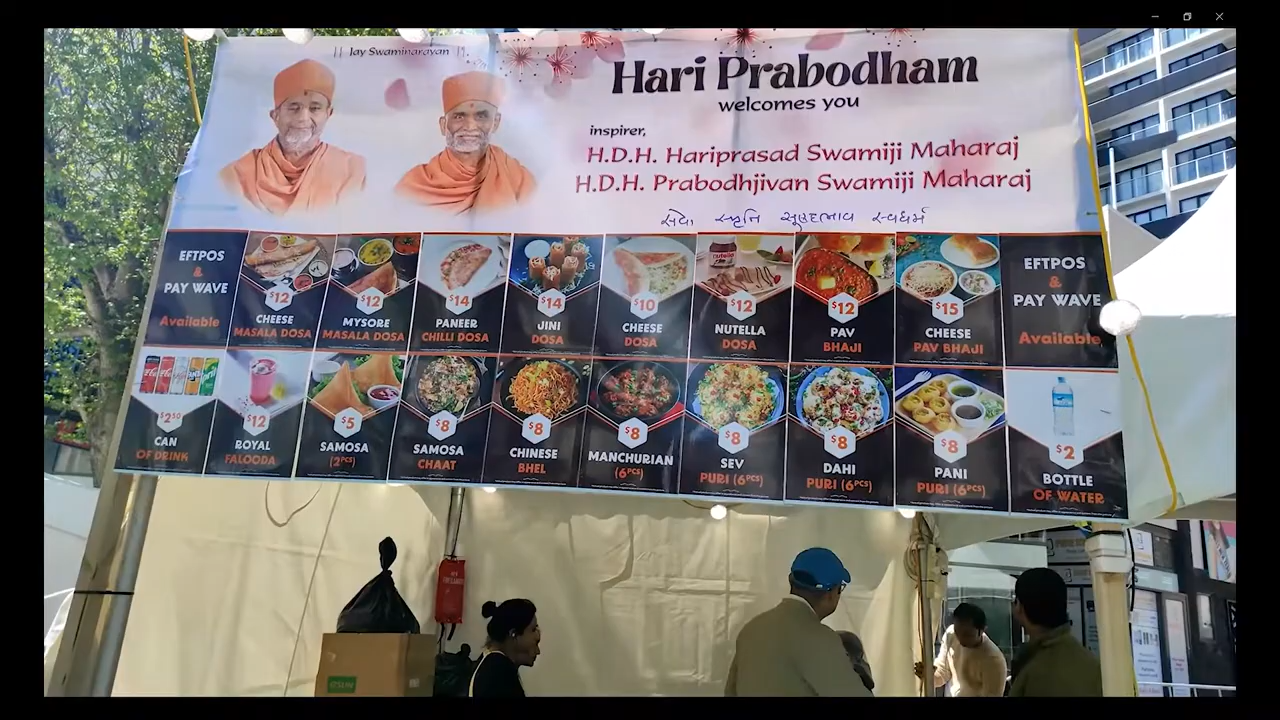 || Jay Swaminarayan ||
Hari Prabodham
welcomes you
inspirer,
H.D.H. Hariprasad Swamiji Maharaj
H.D.H. Prabodhjivan Swamiji Maharaj
સેવા સ્મૃતિ સુહૃદભાવ સ્વધર્મ
EFTPOS
&
PAY WAVE
Available
$12
CHEESE
MASALA DOSA
$12
MYSORE
MASALA DOSA
$14
PANEER
CHILLI DOSA
$14
JINI
DOSA
$10
CHEESE
DOSA
nutella
$12
NUTELLA
DOSA
$12
PAV
BHAJI
$15
CHEESE
PAV BHAJI
EFTPOS
&
PAY WAVE
Available
$2.50
CAN
OF DRINK
$12
ROYAL
FALOODA
$5
SAMOSA
(2PCS)
$8
SAMOSA
CHAAT
$8
CHINESE
BHEL
$8
MANCHURIAN
(6PCS)
$8
SEV
PURI (6PCS)
$8
DAHI
PURI (6PCS)
$8
PANI
PURI (6PCS)
$2
BOTTLE
OF WATER